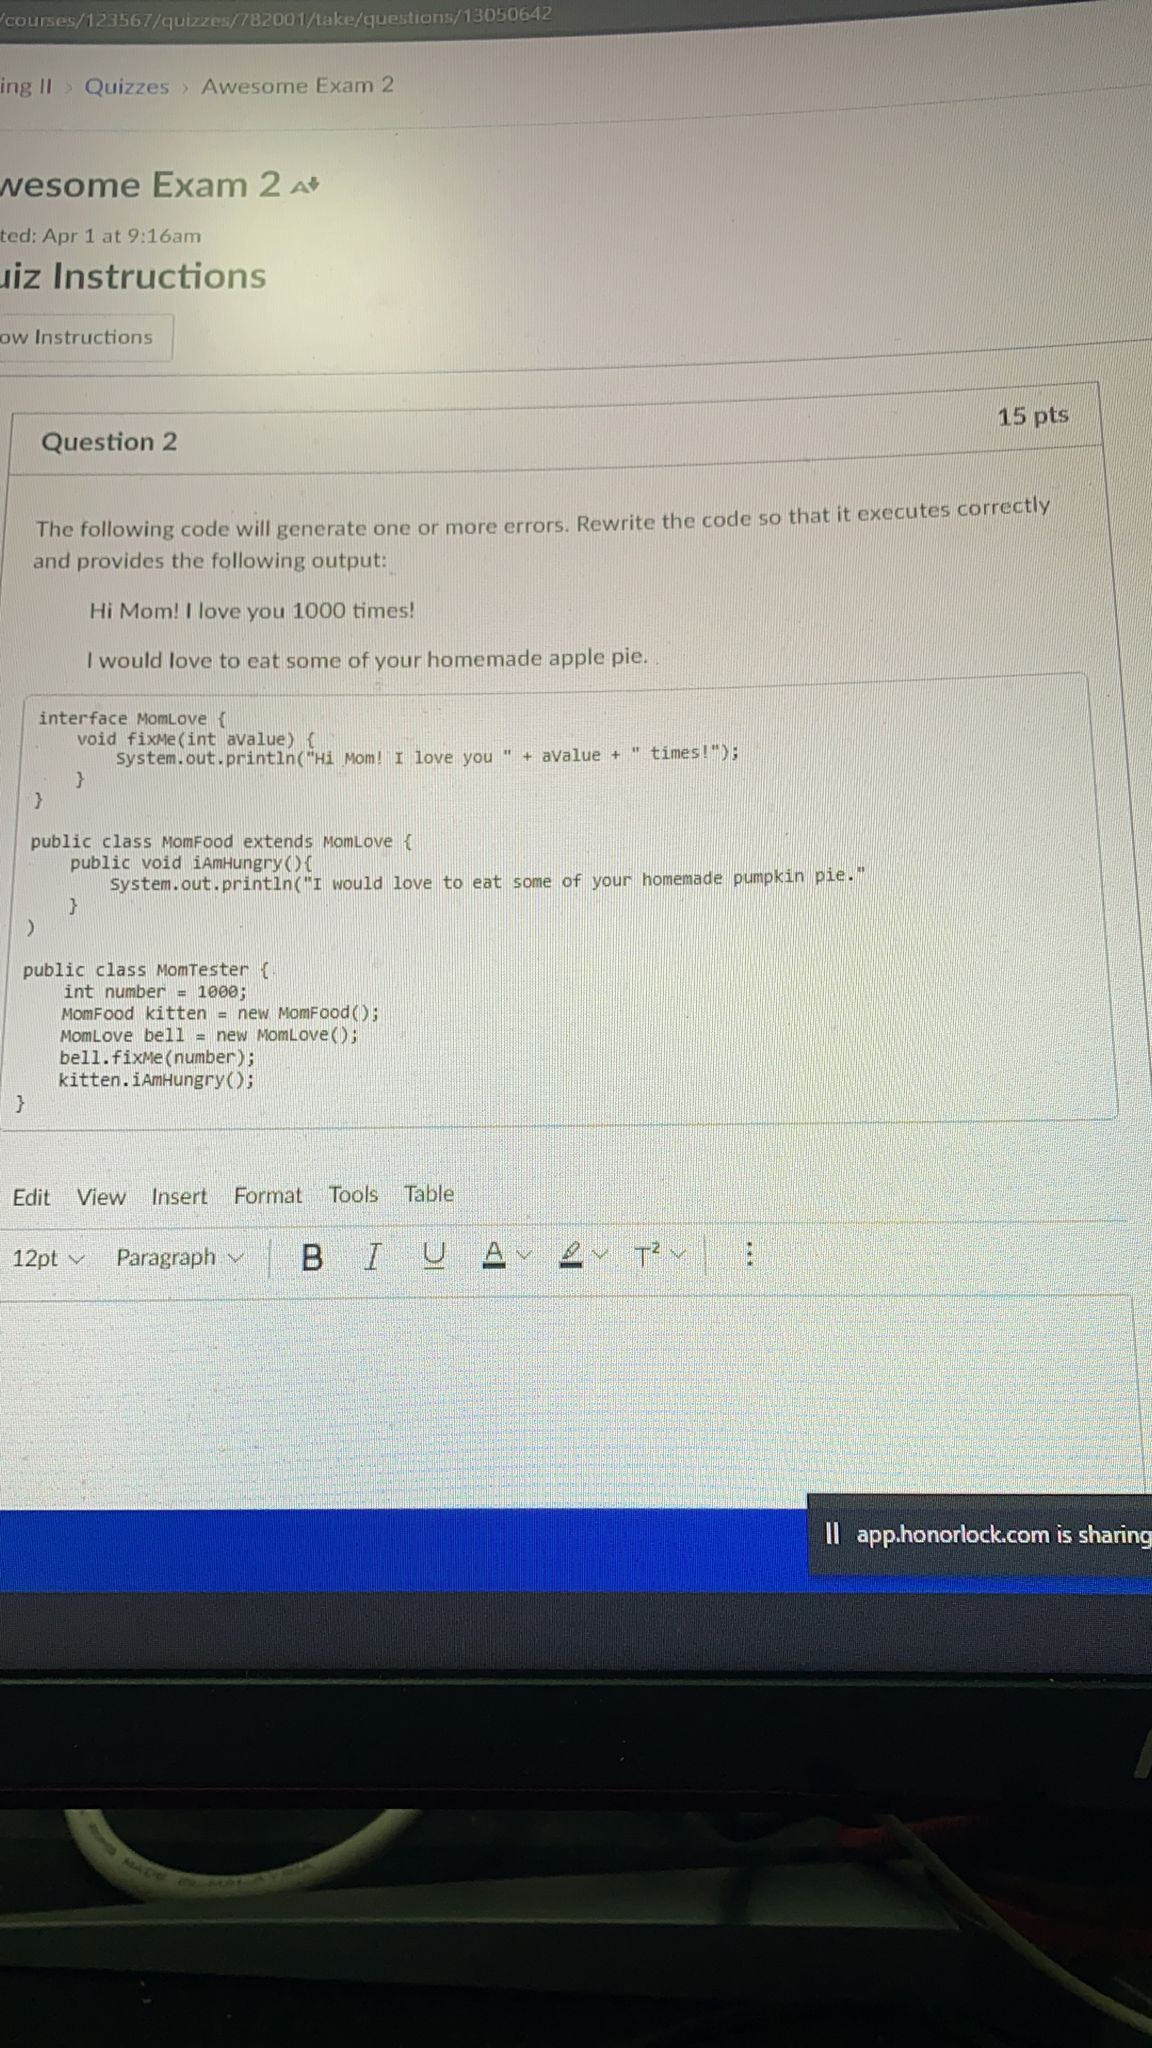 /courses/123567/quizzes/782001/take/questions/13050642
ing II > Quizzes > Awesome Exam 2
wesome Exam 2
ted: Apr 1 at 9:16am
uiz Instructions
ow Instructions
Question 2
15 pts
The following code will generate one or more errors. Rewrite the code so that it executes correctly
and provides the following output:
Hi Mom! I love you 1000 times!
I would love to eat some of your homemade apple pie.
interface MomLove {
void fixMe(int aValue) {
System.out.println("Hi Mom! I love you " + aValue + " times!");
}
}
public class MomFood extends MomLove {
public void iAmHungry(){
System.out.println("I would love to eat some of your homemade pumpkin pie."
}
)
public class MomTester {
int number = 1000;
MomFood kitten = new MomFood();
MomLove bell = new MomLove();
bell.fixMe(number);
kitten.iAmHungry();
}
Edit View Insert Format Tools Table
12pt Paragraph B I U A T²
app.honorlock.com is sharing